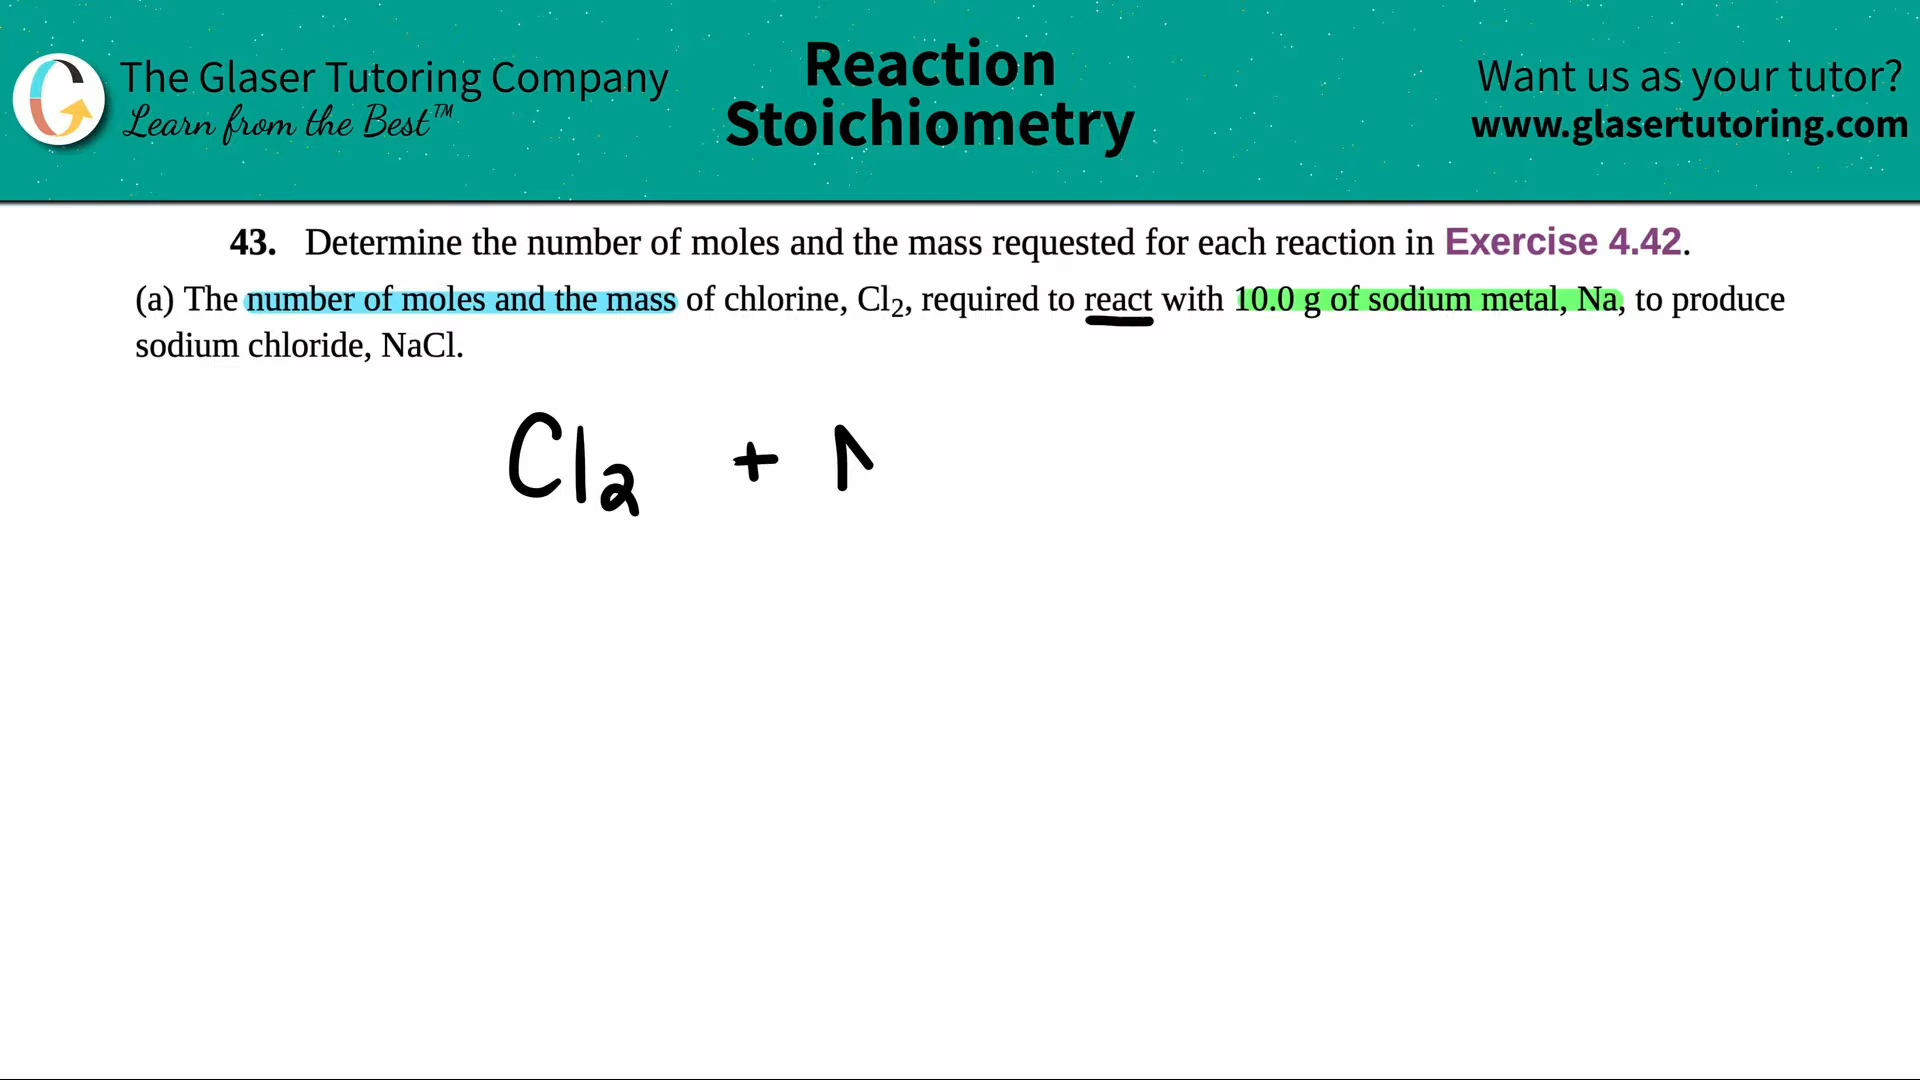 The Glaser Tutoring Company
Learn from the Best™
Reaction
Stoichiometry
Want us as your tutor?
www.glasertutoring.com
43. Determine the number of moles and the mass requested for each reaction in Exercise 4.42.
(a) The number of moles and the mass of chlorine, Cl₂, required to react with 10.0 g of sodium metal, Na, to produce
sodium chloride, NaCl.
Cl₂ +